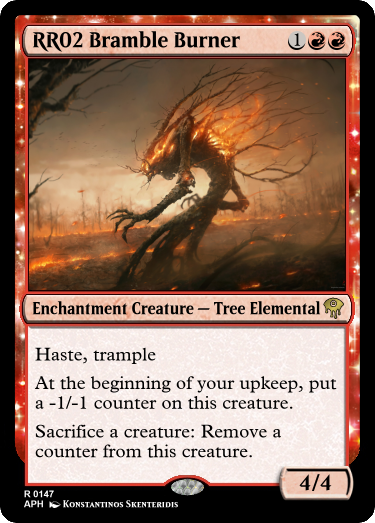 RR02 Bramble Burner
1
Enchantment Creature — Tree Elemental
Haste, trample
At the beginning of your upkeep, put
a -1/-1 counter on this creature.
Sacrifice a creature: Remove a
counter from this creature.
4/4
R 0147
APH Konstantinos Skenteridis